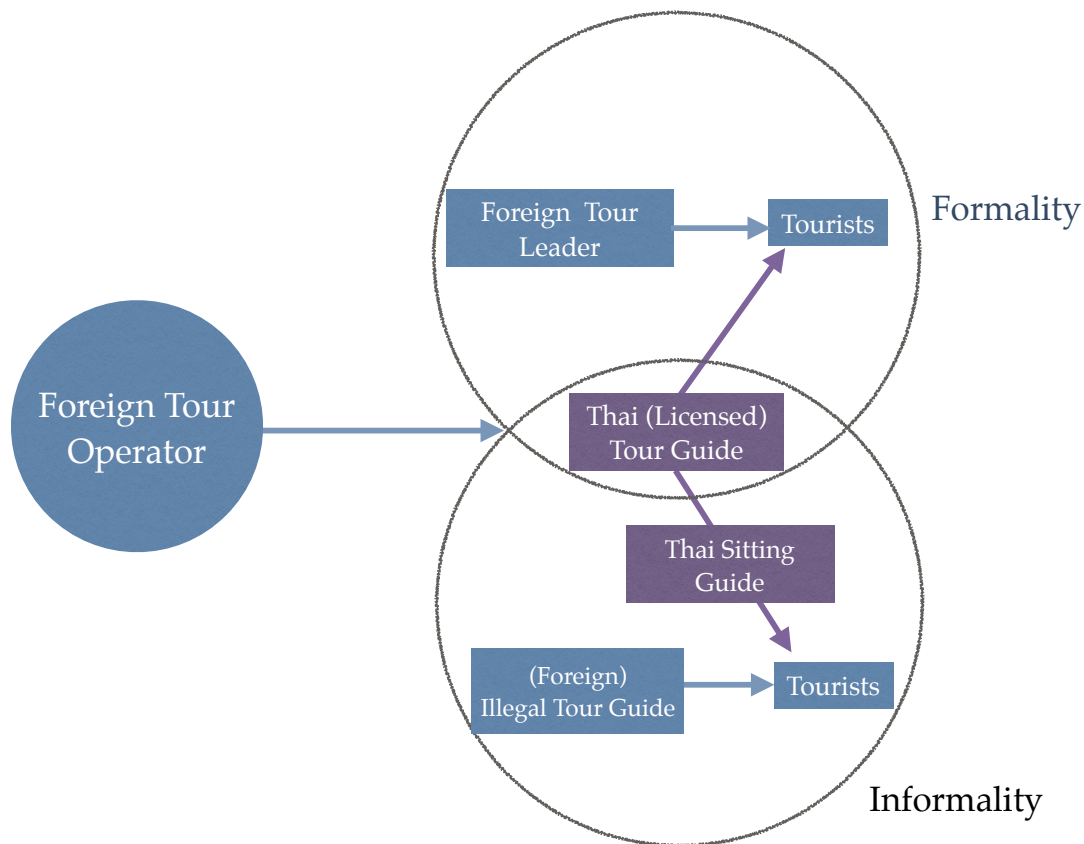 Foreign Tour
Leader
Tourists
Formality
Foreign Tour
Operator
Thai (Licensed)
Tour Guide
Thai Sitting
Guide
(Foreign)
Illegal Tour Guide
Tourists
Informality